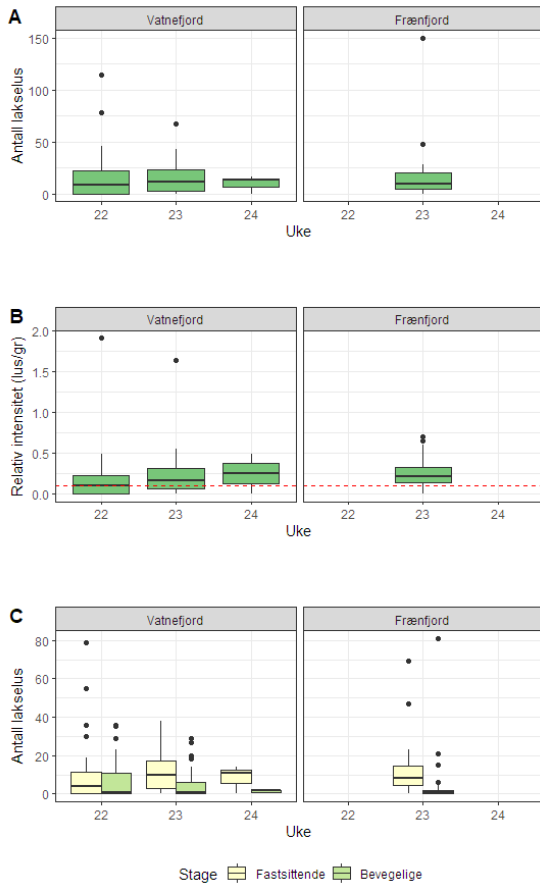 A
Vatnefjord Frænfjord
Antall lakselus
150
100
50
0
22 23 24 22 23 24
Uke
B
Vatnefjord Frænfjord
Relativ intensitet (lus/gr)
2.0
1.5
1.0
0.5
0.0
22 23 24 22 23 24
Uke
C
Vatnefjord Frænfjord
Antall lakselus
80
60
40
20
0
22 23 24 22 23 24
Uke
Stage Fastsittende Bevegelige